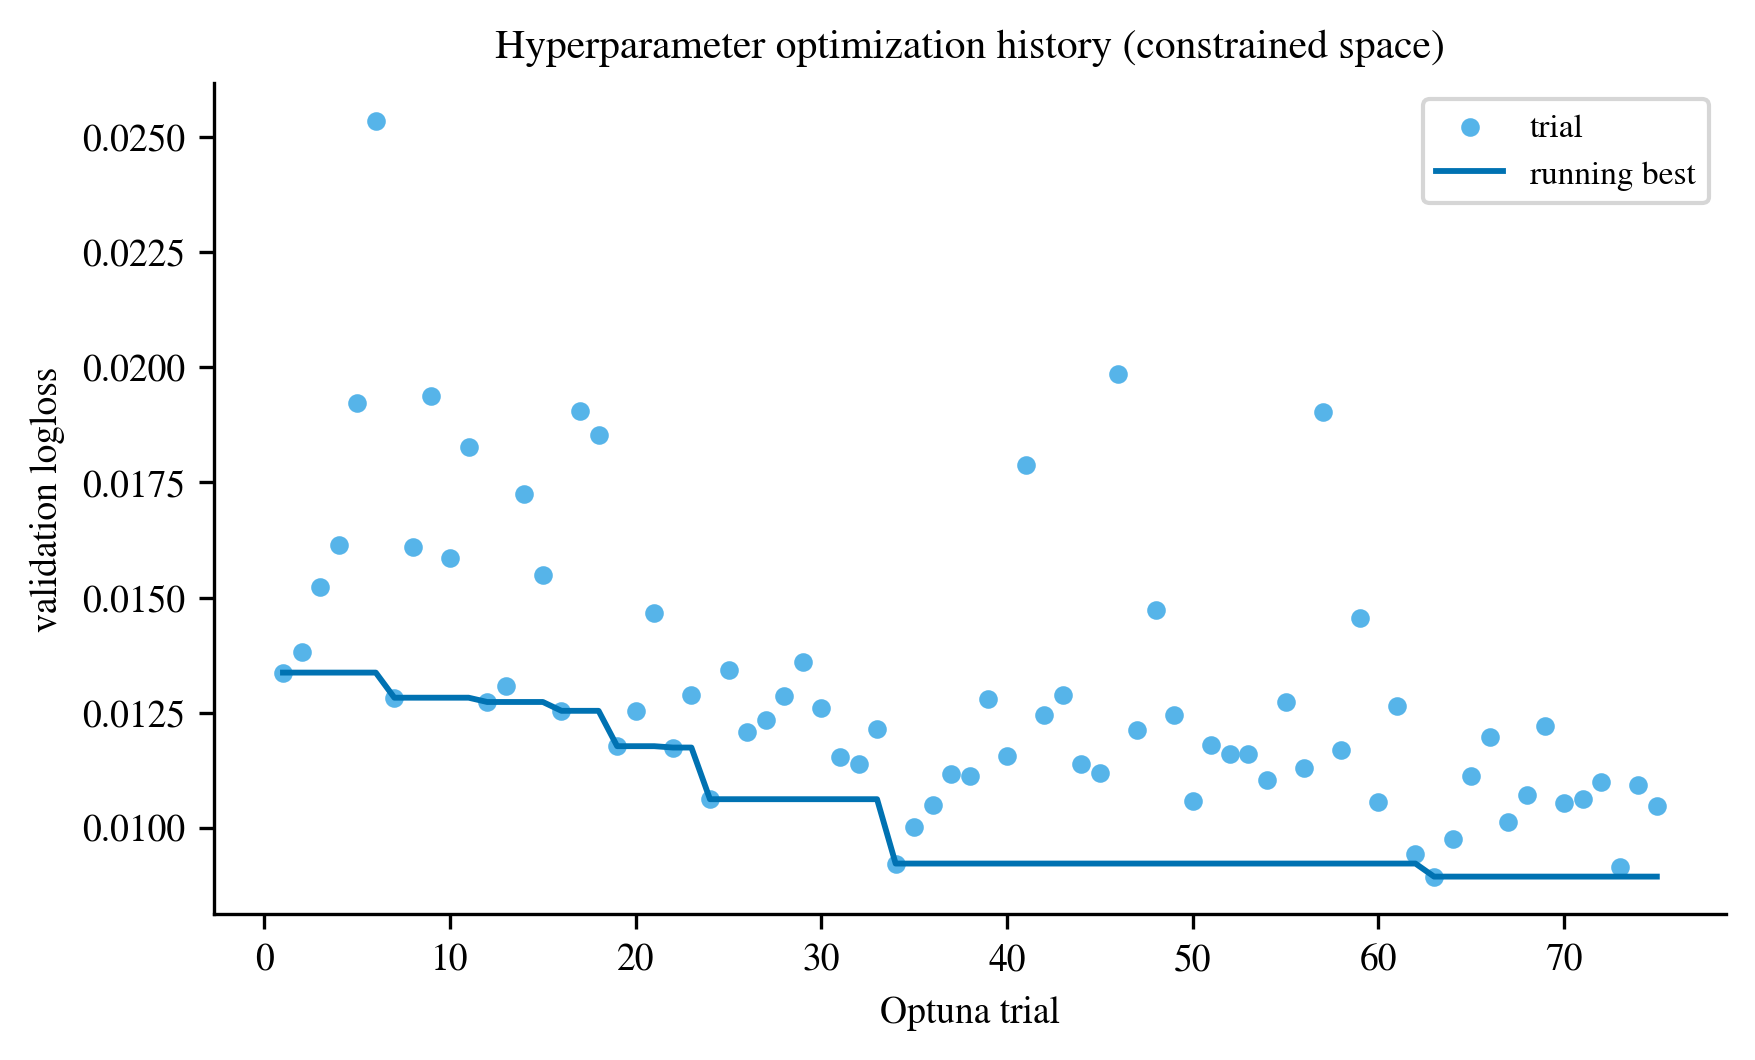 Hyperparameter optimization history (constrained space)
trial
running best
0.0250
0.0225
0.0200
0.0175
0.0150
0.0125
0.0100
validation logloss
0 10 20 30 40 50 60 70
Optuna trial